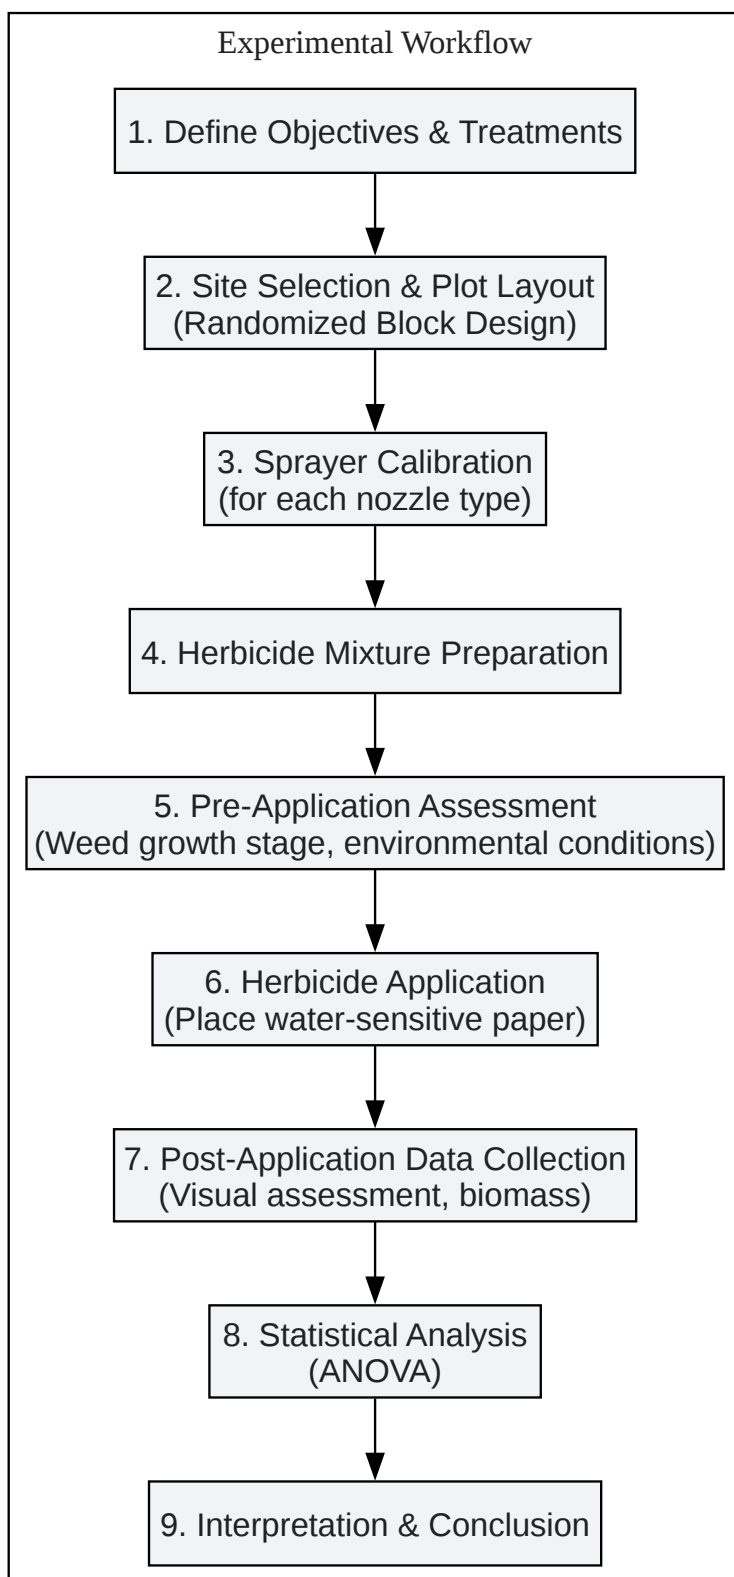 Experimental Workflow
1. Define Objectives & Treatments
2. Site Selection & Plot Layout
(Randomized Block Design)
3. Sprayer Calibration
(for each nozzle type)
4. Herbicide Mixture Preparation
5. Pre-Application Assessment
(Weed growth stage, environmental conditions)
6. Herbicide Application
(Place water-sensitive paper)
7. Post-Application Data Collection
(Visual assessment, biomass)
8. Statistical Analysis
(ANOVA)
9. Interpretation & Conclusion